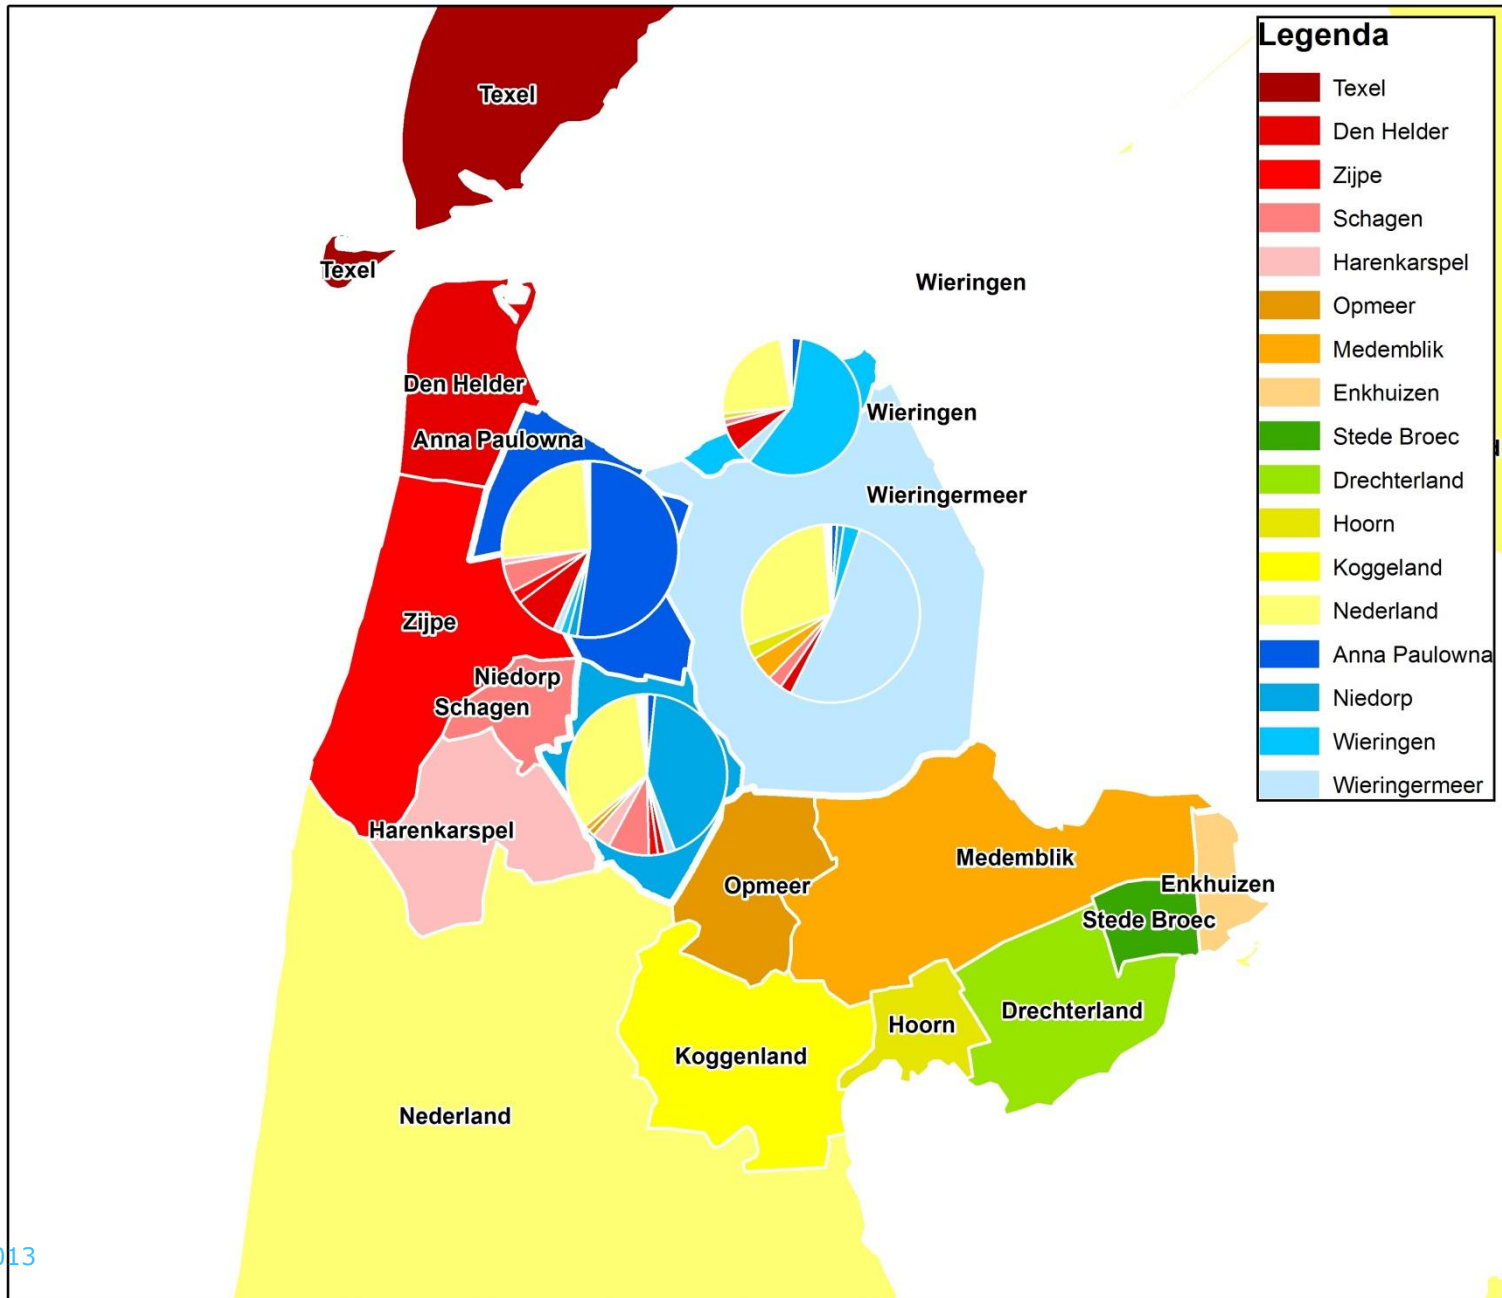 Legenda
Texel
Den Helder
Zijpe
Schagen
Harenkarspel
Opmeer
Medemblik
Enkhuizen
Stede Broec
Drechterland
Hoorn
Koggeland
Nederland
Anna Paulowna
Niedorp
Wieringen
Wieringermeer
Texel
Texel
Wieringen
Den Helder
Wieringen
Anna Paulowna
Wieringermeer
Zijpe
Niedorp
Schagen
Harenkarspel
Medemblik
Opmeer
Enkhuizen
Stede Broec
Drechterland
Hoorn
Koggenland
Nederland
013